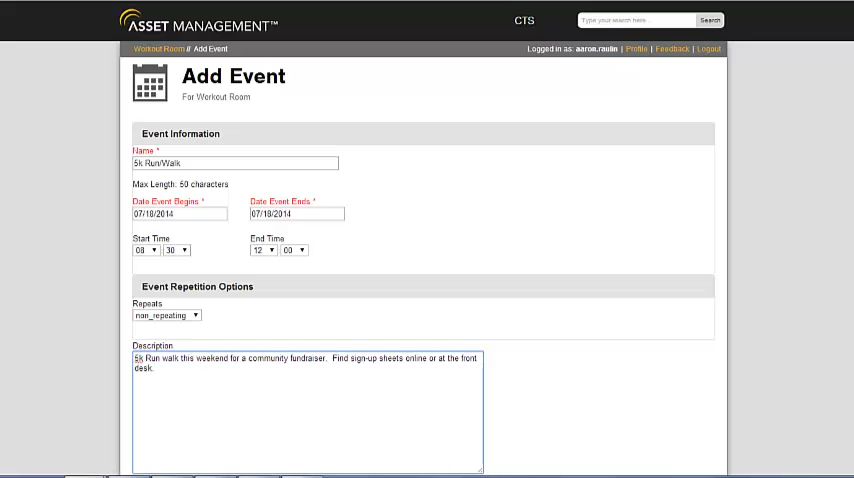 ASSET MANAGEMENT™
CTS
Type your search here ...
Search
Workout Room // Add Event
Logged in as: aaron.raulin | Profile | Feedback | Logout
Add Event
For Workout Room
Event Information
Name *
5k Run/Walk
Max Length: 50 characters
Date Event Begins * Date Event Ends *
07/18/2014 07/18/2014
Start Time End Time
08 30 12 00
Event Repetition Options
Repeats
non_repeating
Description
5k Run walk this weekend for a community fundraiser. Find sign-up sheets online or at the front
desk.